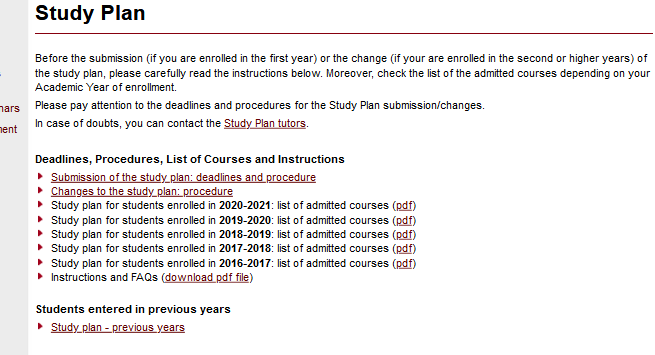 Study Plan
Before the submission (if you are enrolled in the first year) or the change (if your are enrolled in the second or higher years) of
the study plan, please carefully read the instructions below. Moreover, check the list of the admitted courses depending on your
Academic Year of enrollment.
Please pay attention to the deadlines and procedures for the Study Plan submission/changes.
In case of doubts, you can contact the Study Plan tutors.
Deadlines, Procedures, List of Courses and Instructions
Submission of the study plan: deadlines and procedure
Changes to the study plan: procedure
Study plan for students enrolled in 2020-2021: list of admitted courses (pdf)
Study plan for students enrolled in 2019-2020: list of admitted courses (pdf)
Study plan for students enrolled in 2018-2019: list of admitted courses (pdf)
Study plan for students enrolled in 2017-2018: list of admitted courses (pdf)
Study plan for students enrolled in 2016-2017: list of admitted courses (pdf)
Instructions and FAQs (download pdf file)
Students entered in previous years
Study plan - previous years